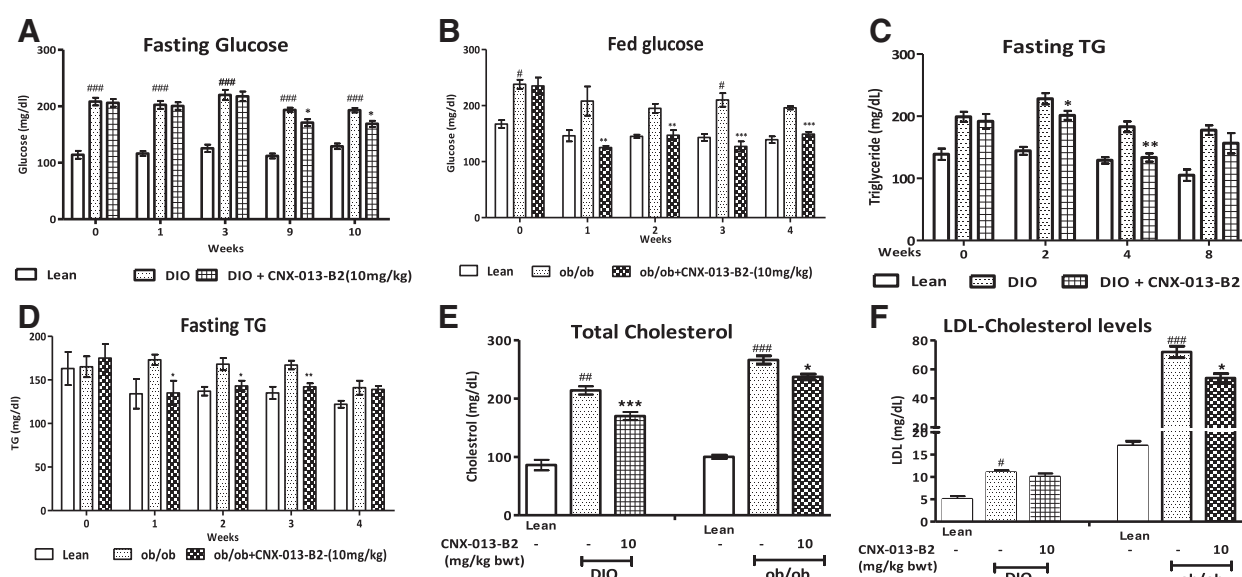 A
Fasting Glucose
Glucose (mg/dl)
300
200
100
0
###
###
###
###
*
###
*
0 1 3 9 10
Weeks
Lean DIO DIO + CNX-013-B2(10mg/kg)
B
Fed glucose
Glucose (mg/dl)
300
200
100
0
#
**
**
#
***
***
0 1 2 3 4
Weeks
Lean ob/ob ob/ob+CNX-013-B2-(10mg/kg)
C
Fasting TG
Triglyceride (mg/dL)
300
200
100
0
*
**
Weeks 0 2 4 8
Lean DIO DIO + CNX-013-B2
D
Fasting TG
TG (mg/dl)
200
150
100
50
0
*
*
**
0 1 2 3 4
Weeks
Lean ob/ob ob/ob+CNX-013-B2-(10mg/kg)
E
Total Cholesterol
Cholestrol (mg/dL)
300
200
100
0
##
***
###
*
Lean Lean
CNX-013-B2 - - 10 - - 10
(mg/kg bwt)
DIO ob/ob
F
LDL-Cholesterol levels
LDL (mg/dL)
80
60
40
20
20
15
10
5
0
#
###
*
Lean Lean
CNX-013-B2 - - 10 - - 10
(mg/kg bwt)
DIO ob/ob